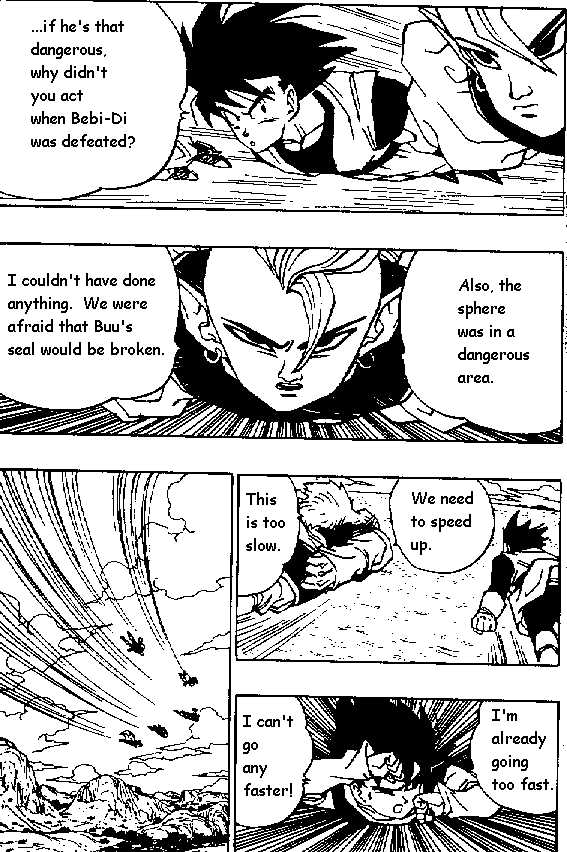 ...if he's that
dangerous,
why didn't
you act
when Bebi-Di
was defeated?
I couldn't have done
anything. We were
afraid that Buu's
seal would be broken.
Also, the
sphere
was in a
dangerous
area.
This
is too
slow.
We need
to speed
up.
I can't
go
any
faster!
I'm
already
going
too fast.